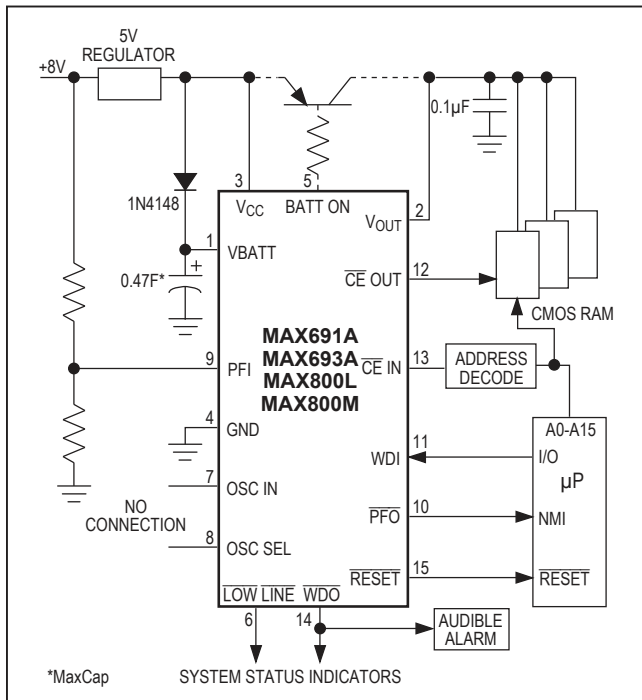 5V
REGULATOR
+8V
0.1µF
3
5
1N4148
VCC
BATT ON
VOUT
2
1
VBATT
0.47F*
+
CE OUT
12
CMOS RAM
MAX691A
MAX693A
MAX800L
MAX800M
9
PFI
CE IN
13
ADDRESS
DECODE
4
GND
A0-A15
WDI
11
I/O
µP
7
OSC IN
NO
CONNECTION
PFO
10
NMI
8
OSC SEL
RESET
15
RESET
LOW LINE
WDO
6
14
AUDIBLE
ALARM
*MaxCap
SYSTEM STATUS INDICATORS